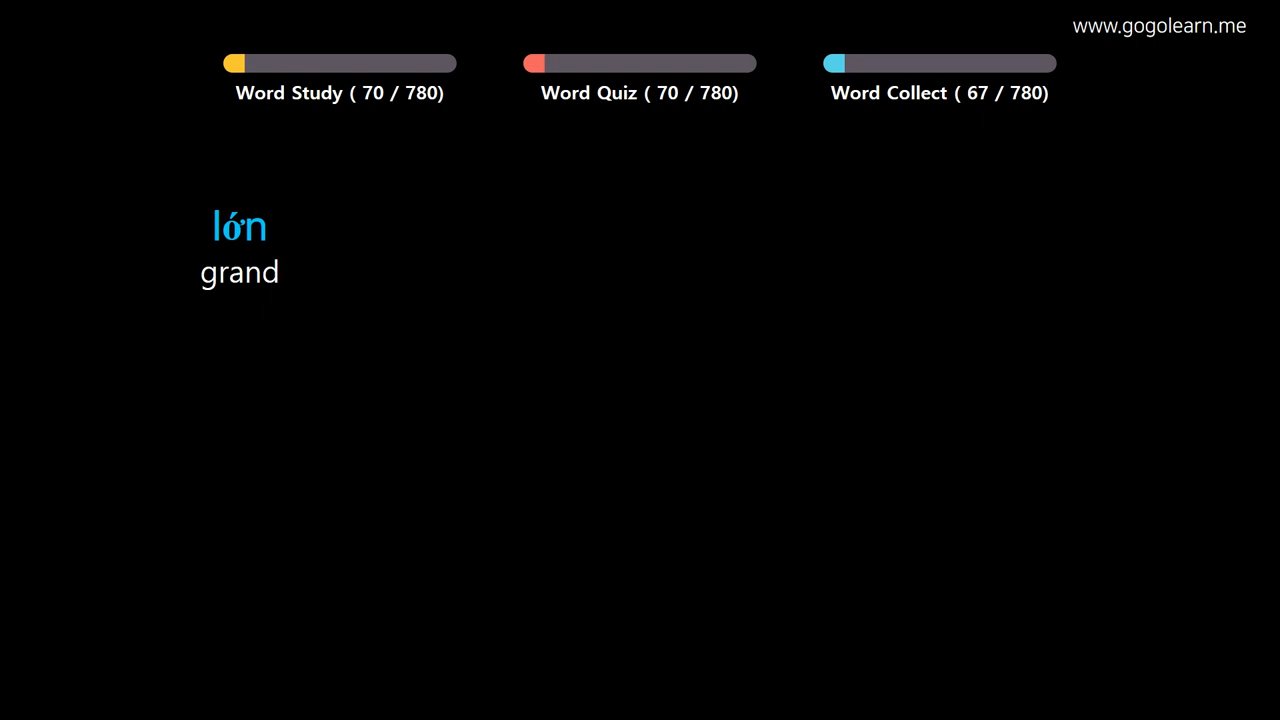 www.gogolearn.me
Word Study ( 70 / 780)
Word Quiz ( 70 / 780)
Word Collect ( 67 / 780)
lớn
grand